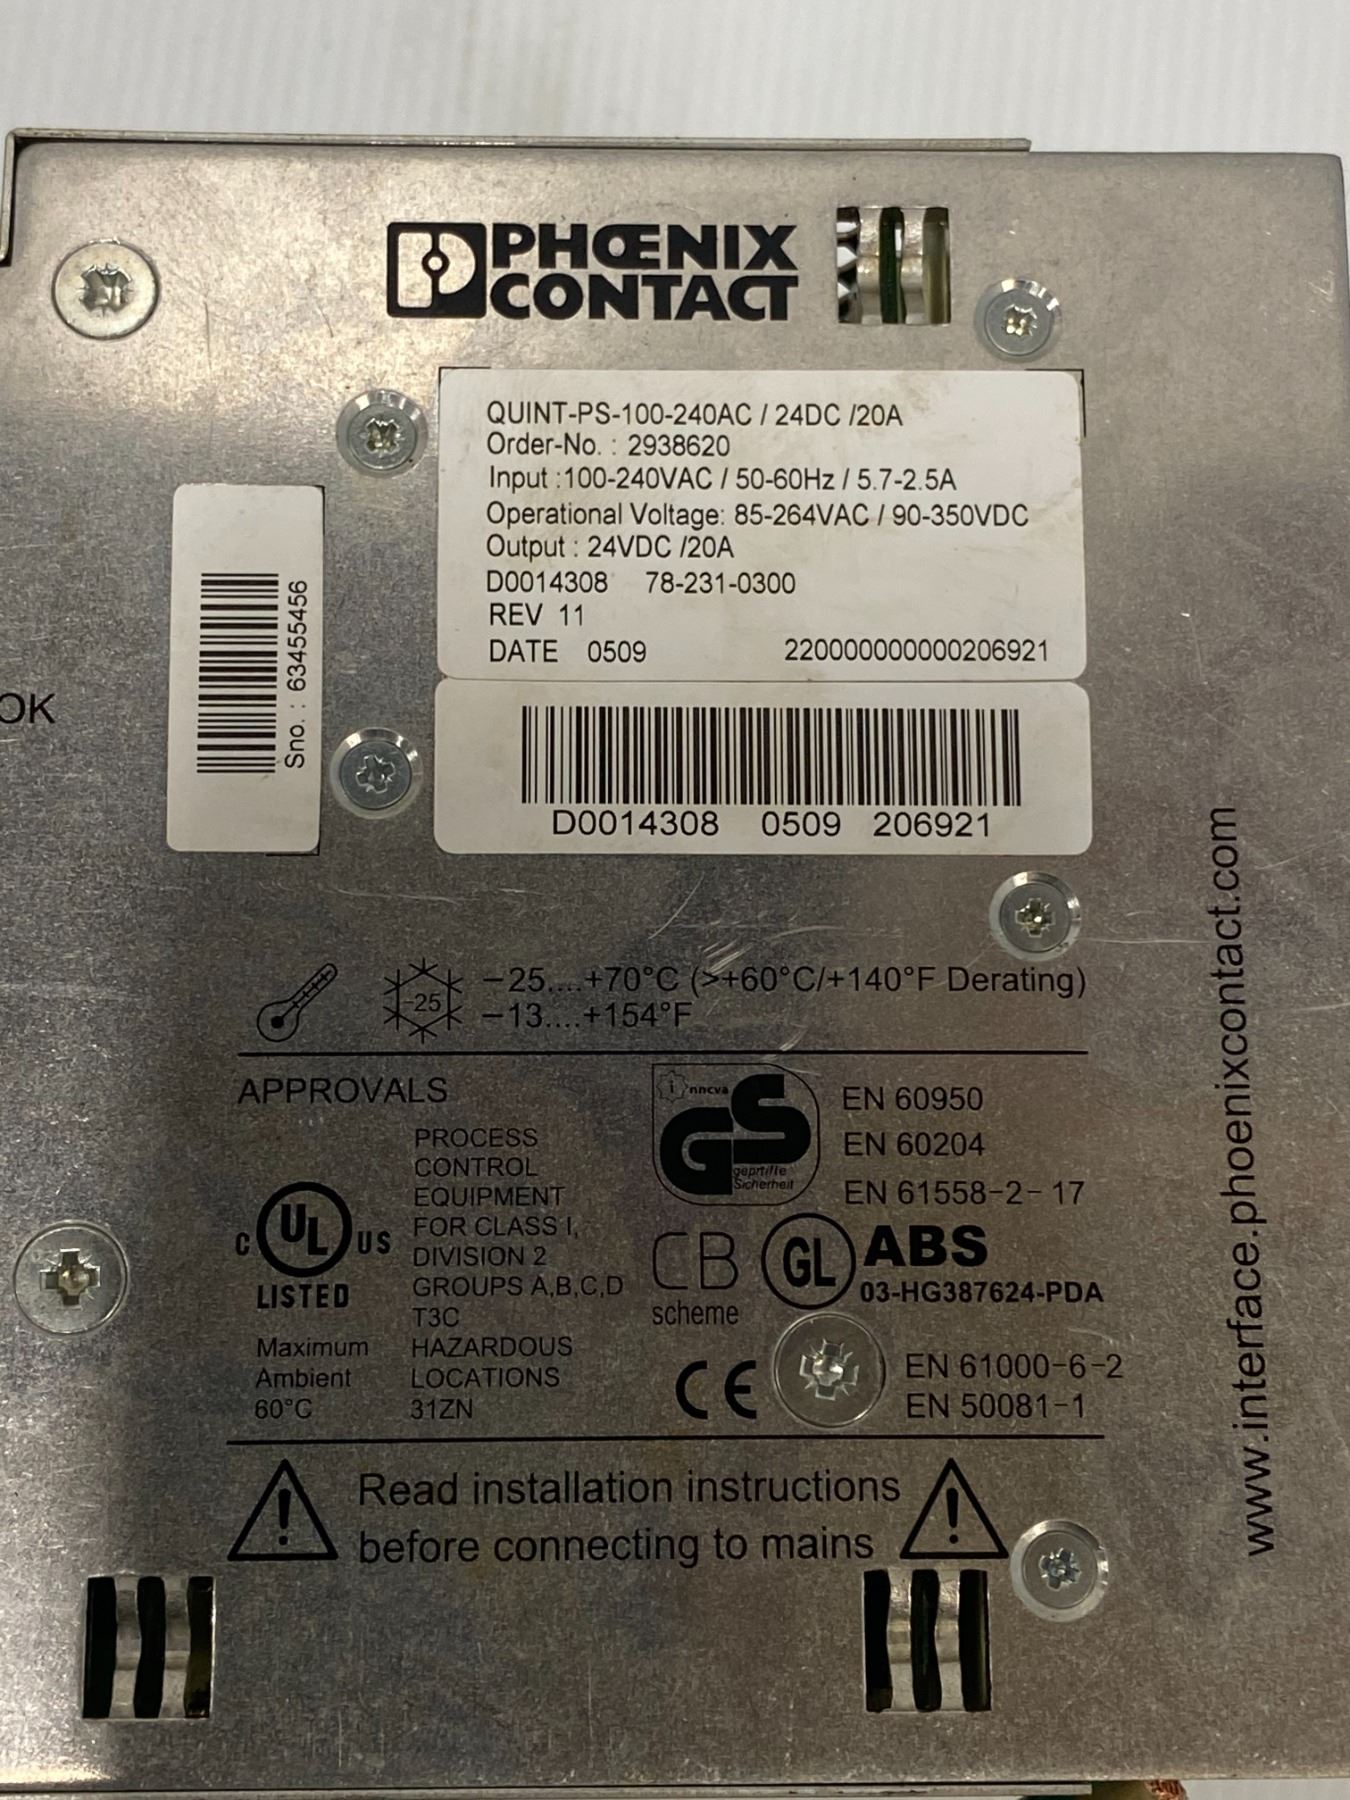 PHŒNIX
CONTACT
QUINT-PS-100-240AC / 24DC /20A
Order-No. : 2938620
Input :100-240VAC / 50-60Hz / 5.7-2.5A
Operational Voltage: 85-264VAC / 90-350VDC
Output : 24VDC /20A
D0014308 78-231-0300
REV 11
DATE 0509 220000000000206921
Sno. : 63455456
OK
D0014308 0509 206921
-25 −25....+70°C (>+60°C/+140°F Derating)
−13....+154°F
APPROVALS
PROCESS
CONTROL
EQUIPMENT
FOR CLASS I,
DIVISION 2
GROUPS A,B,C,D
T3C
HAZARDOUS
LOCATIONS
31ZN
C UL US
LISTED
Maximum
Ambient
60°C
GS
geprüfte
Sicherheit
EN 60950
EN 60204
EN 61558-2-17
CB
scheme
GL
ABS
03-HG387624-PDA
CE
EN 61000-6-2
EN 50081-1
Read installation instructions
before connecting to mains
www.interface.phoenixcontact.com